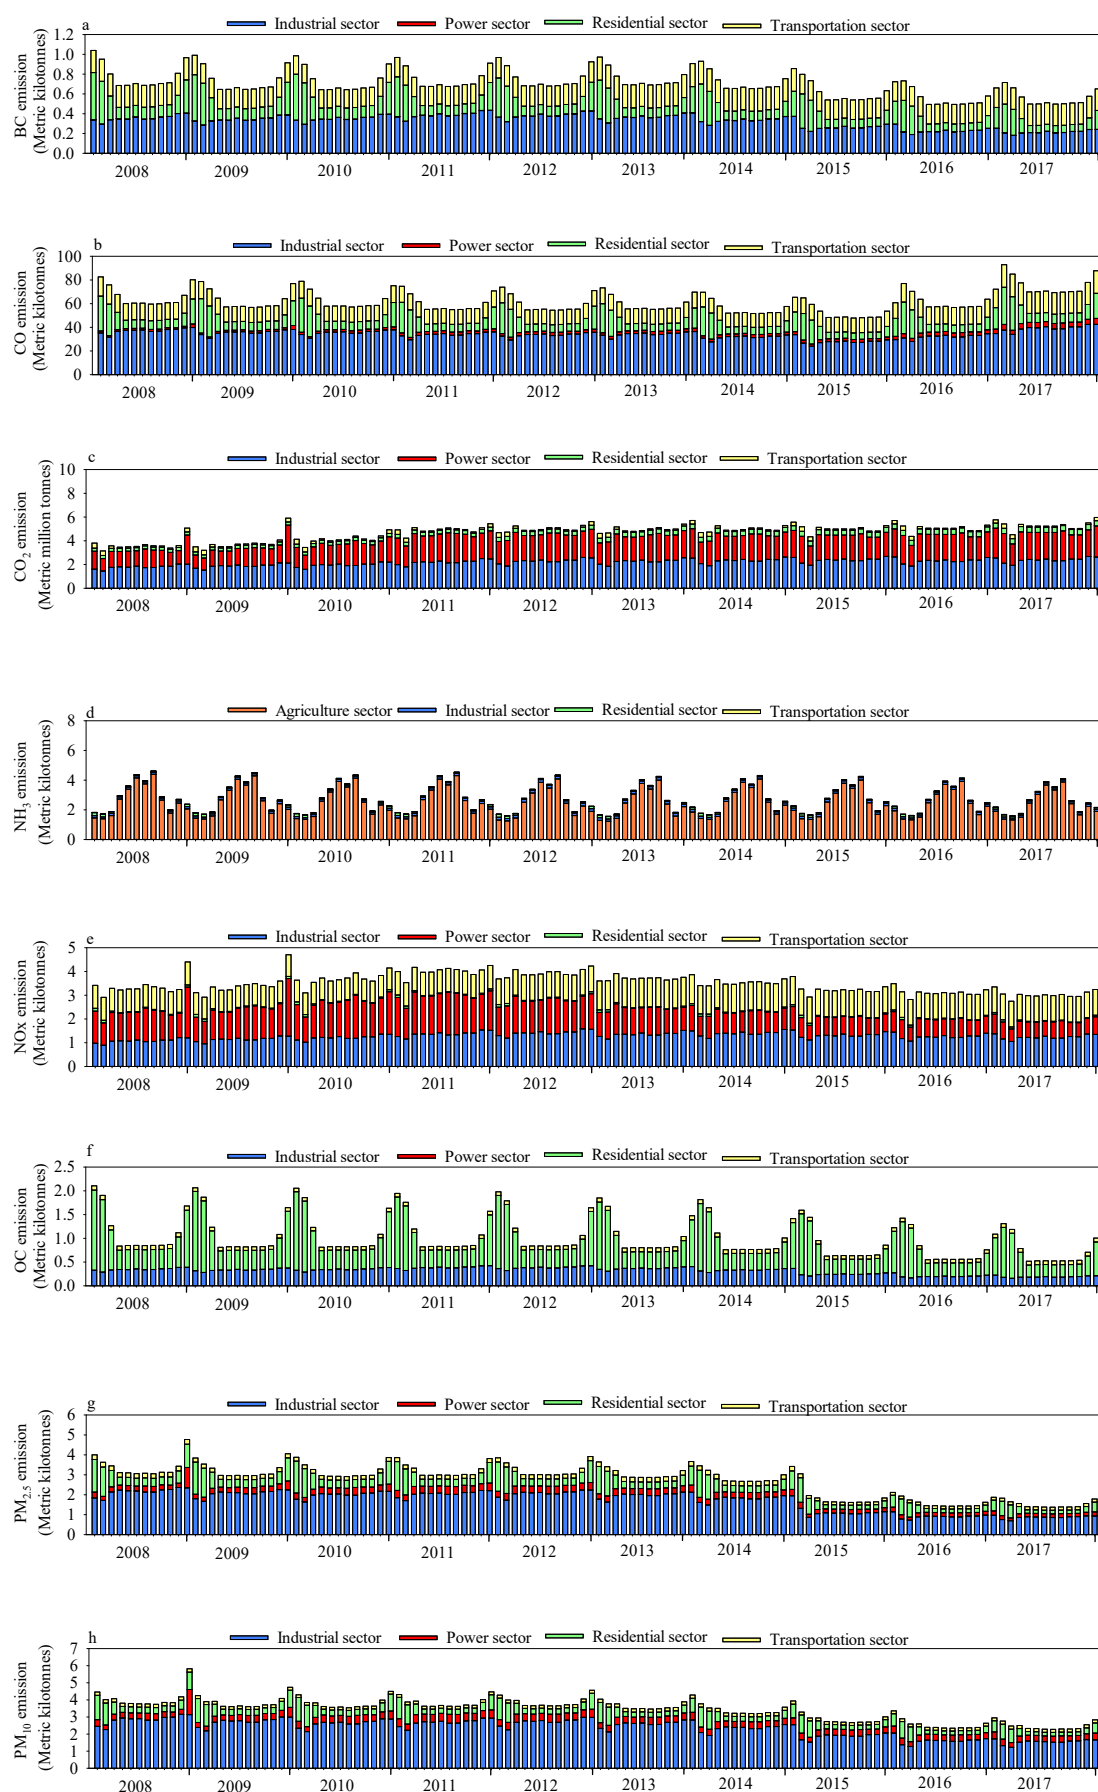 a
Industrial sector Power sector Residential sector Transportation sector
BC emission
(Metric kilotonnes)
1.2
1.0
0.8
0.6
0.4
0.2
0.0
2008 2009 2010 2011 2012 2013 2014 2015 2016 2017
b
Industrial sector Power sector Residential sector Transportation sector
CO emission
(Metric kilotonnes)
100
80
60
40
20
0
2008 2009 2010 2011 2012 2013 2014 2015 2016 2017
c
Industrial sector Power sector Residential sector Transportation sector
CO2 emission
(Metric million tonnes)
10
8
6
4
2
0
2008 2009 2010 2011 2012 2013 2014 2015 2016 2017
d
Agriculture sector Industrial sector Residential sector Transportation sector
NH3 emission
(Metric kilotonnes)
8
6
4
2
0
2008 2009 2010 2011 2012 2013 2014 2015 2016 2017
e
Industrial sector Power sector Residential sector Transportation sector
NOx emission
(Metric kilotonnes)
5
4
3
2
1
0
2008 2009 2010 2011 2012 2013 2014 2015 2016 2017
f
Industrial sector Power sector Residential sector Transportation sector
OC emission
(Metric kilotonnes)
2.5
2.0
1.5
1.0
0.5
0.0
2008 2009 2010 2011 2012 2013 2014 2015 2016 2017
g
Industrial sector Power sector Residential sector Transportation sector
PM2.5 emission
(Metric kilotonnes)
6
5
4
3
2
1
0
2008 2009 2010 2011 2012 2013 2014 2015 2016 2017
h
Industrial sector Power sector Residential sector Transportation sector
PM10 emission
(Metric kilotonnes)
7
6
5
4
3
2
1
0
2008 2009 2010 2011 2012 2013 2014 2015 2016 2017